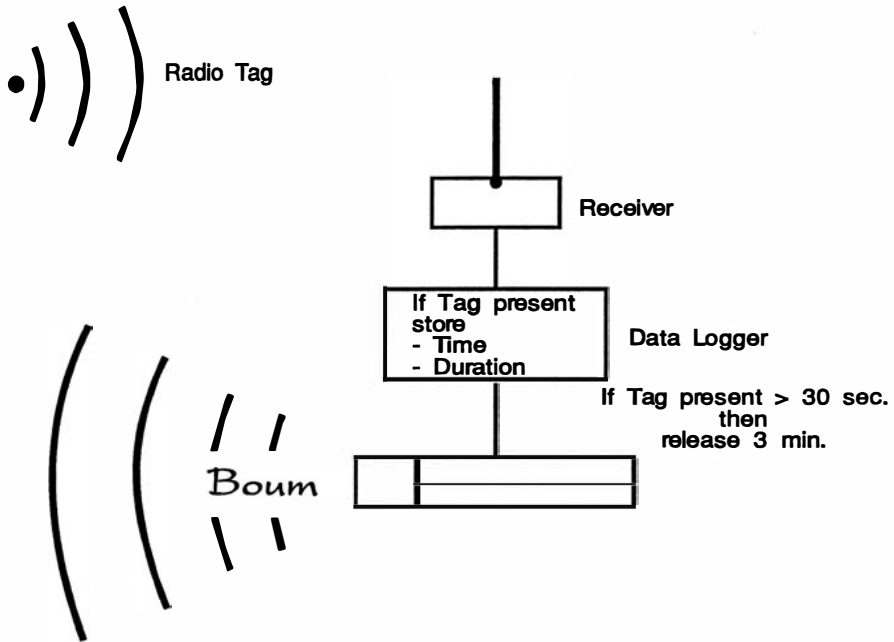 Radio Tag
Receiver
If Tag present
store
- Time
- Duration
Data Logger
If Tag present > 30 sec.
then
release 3 min.
Boum